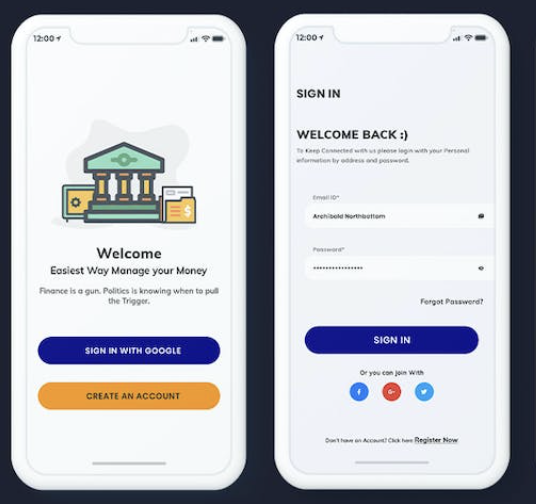 12:00
Welcome
Easiest Way Manage your Money
Finance is a gun. Politics is knowing when to pull
the Trigger.
SIGN IN WITH GOOGLE
CREATE AN ACCOUNT
12:00
SIGN IN
WELCOME BACK :)
To Keep Connected with us please login with your Personal
information by address and password.
Email ID*
Archibald Northbottom
Password*
****************
Forgot Password?
SIGN IN
Or you can Join With
f
G+
Don't have an Account? Click here Register Now